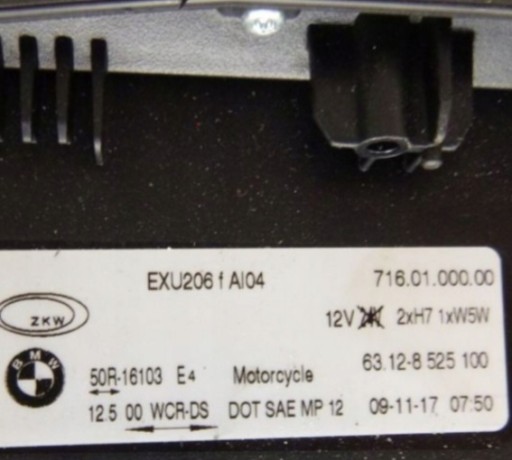 EXU206 f AI04 716.01.000.00
ZKW
12V 2xH7 1xW5W
BMW
63.12-8 525 100
50R-16103 E4 Motorcycle
12.5 00 WCR-DS DOT SAE MP 12 09-11-17 07:50